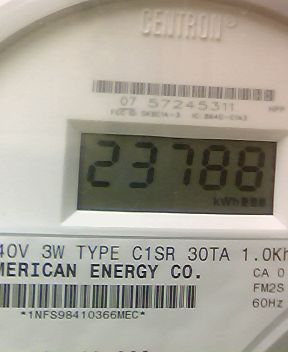 CENTRON®
07 57245311
23788
kWh
40V 3W TYPE C1SR 30TA 1.0Kh
MERICAN ENERGY CO.
CA 0
FM2S
60Hz
*1NFS98410366MEC*